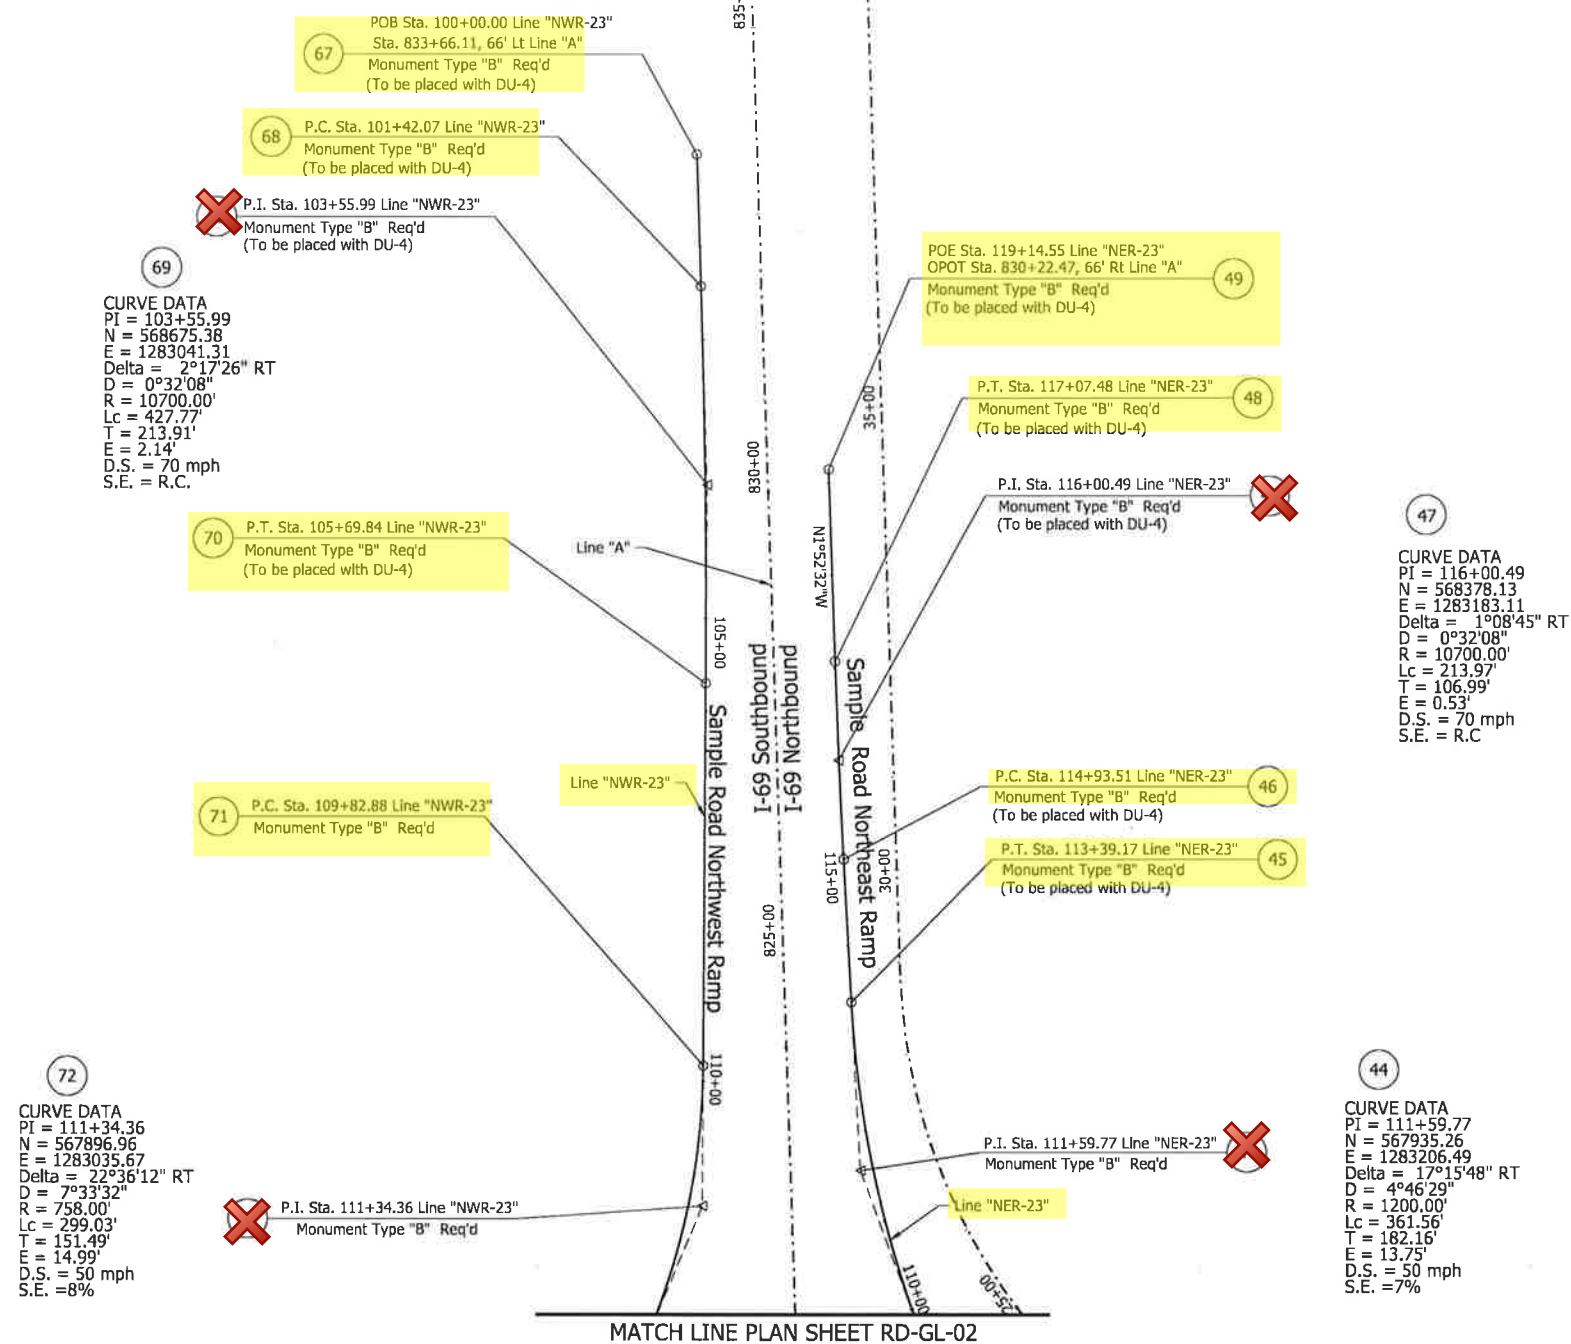 POB Sta. 100+00.00 Line "NWR-23"
67
Sta. 833+66.11, 66' Lt Line "A"
Monument Type "B" Req'd
(To be placed with DU-4)
68
P.C. Sta. 101+42.07 Line "NWR-23"
Monument Type "B" Req'd
(To be placed with DU-4)
P.I. Sta. 103+55.99 Line "NWR-23"
Monument Type "B" Req'd
(To be placed with DU-4)
69
CURVE DATA
PI = 103+55.99
N = 568675.38
E = 1283041.31
Delta = 2°17'26" RT
D = 0°32'08"
R = 10700.00'
Lc = 427.77'
T = 213.91'
E = 2.14'
D.S. = 70 mph
S.E. = R.C.
70
P.T. Sta. 105+69.84 Line "NWR-23"
Monument Type "B" Req'd
(To be placed with DU-4)
71
P.C. Sta. 109+82.88 Line "NWR-23"
Monument Type "B" Req'd
72
CURVE DATA
PI = 111+34.36
N = 567896.96
E = 1283035.67
Delta = 22°36'12" RT
D = 7°33'32"
R = 758.00'
Lc = 299.03'
T = 151.49'
E = 14.99'
D.S. = 50 mph
S.E. =8%
P.I. Sta. 111+34.36 Line "NWR-23"
Monument Type "B" Req'd
835+
830+00
825+00
Line "A"
Line "NWR-23"
105+00
110+00
Sample Road Northwest Ramp
I-69 Southbound
I-69 Northbound
N1°52'32"W
Sample Road Northeast Ramp
115+00
110+00
35+00
30+00
25+00
POE Sta. 119+14.55 Line "NER-23"
OPOT Sta. 830+22.47, 66' Rt Line "A"
49
Monument Type "B" Req'd
(To be placed with DU-4)
P.T. Sta. 117+07.48 Line "NER-23"
48
Monument Type "B" Req'd
(To be placed with DU-4)
P.I. Sta. 116+00.49 Line "NER-23"
Monument Type "B" Req'd
(To be placed with DU-4)
47
CURVE DATA
PI = 116+00.49
N = 568378.13
E = 1283183.11
Delta = 1°08'45" RT
D = 0°32'08"
R = 10700.00'
Lc = 213.97'
T = 106.99'
E = 0.53'
D.S. = 70 mph
S.E. = R.C
P.C. Sta. 114+93.51 Line "NER-23"
46
Monument Type "B" Req'd
(To be placed with DU-4)
P.T. Sta. 113+39.17 Line "NER-23"
45
Monument Type "B" Req'd
(To be placed with DU-4)
44
CURVE DATA
PI = 111+59.77
N = 567935.26
E = 1283206.49
Delta = 17°15'48" RT
D = 4°46'29"
R = 1200.00'
Lc = 361.56'
T = 182.16'
E = 13.75'
D.S. = 50 mph
S.E. =7%
P.I. Sta. 111+59.77 Line "NER-23"
Monument Type "B" Req'd
Line "NER-23"
MATCH LINE PLAN SHEET RD-GL-02